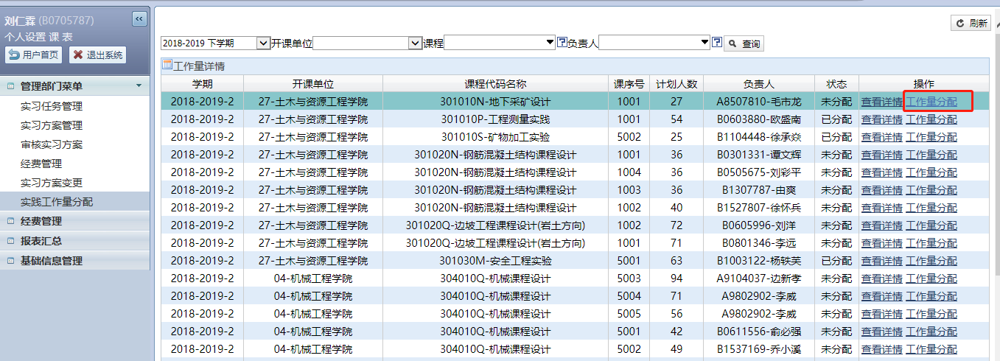 刘仁霖 (B0705787)
个人设置 课 表
用户首页 退出系统
管理部门菜单
实习任务管理
实习方案管理
审核实习方案
经费管理
实习方案变更
实践工作量分配
经费管理
报表汇总
基础信息管理
刷新
2018-2019 下学期 开课单位 课程 负责人 查询
工作量详情
学期 开课单位 课程代码名称 课序号 计划人数 负责人 状态 操作
2018-2019-2 27-土木与资源工程学院 301010N-地下采矿设计 1001 27 A8507810-毛市龙 未分配 查看详情 工作量分配
2018-2019-2 27-土木与资源工程学院 301010P-工程测量实践 1001 54 B0603880-欧盛南 已分配 查看详情 工作量分配
2018-2019-2 27-土木与资源工程学院 301010S-矿物加工实验 5002 25 B1104448-徐承焱 已分配 查看详情 工作量分配
2018-2019-2 27-土木与资源工程学院 301020N-钢筋混凝土结构课程设计 1001 36 B0301331-谭文辉 未分配 查看详情 工作量分配
2018-2019-2 27-土木与资源工程学院 301020N-钢筋混凝土结构课程设计 1004 36 B0505675-刘彩平 未分配 查看详情 工作量分配
2018-2019-2 27-土木与资源工程学院 301020N-钢筋混凝土结构课程设计 1003 36 B1307787-由爽 未分配 查看详情 工作量分配
2018-2019-2 27-土木与资源工程学院 301020N-钢筋混凝土结构课程设计 1002 40 B1527807-徐怀兵 未分配 查看详情 工作量分配
2018-2019-2 27-土木与资源工程学院 301020Q-边坡工程课程设计(岩土方向) 1002 72 B0605996-刘洋 未分配 查看详情 工作量分配
2018-2019-2 27-土木与资源工程学院 301020Q-边坡工程课程设计(岩土方向) 1001 71 B0801346-李远 未分配 查看详情 工作量分配
2018-2019-2 27-土木与资源工程学院 301030M-安全工程实验 5001 63 B1003122-杨轶芙 已分配 查看详情 工作量分配
2018-2019-2 04-机械工程学院 304010Q-机械课程设计 5003 94 A9104037-边新孝 未分配 查看详情 工作量分配
2018-2019-2 04-机械工程学院 304010Q-机械课程设计 5004 71 A9802902-李威 未分配 查看详情 工作量分配
2018-2019-2 04-机械工程学院 304010Q-机械课程设计 5005 56 A9802902-李威 未分配 查看详情 工作量分配
2018-2019-2 04-机械工程学院 304010Q-机械课程设计 5001 42 B0611556-俞必强 未分配 查看详情 工作量分配
2018-2019-2 04-机械工程学院 304010Q-机械课程设计 5002 49 B1537169-乔小溪 未分配 查看详情 工作量分配